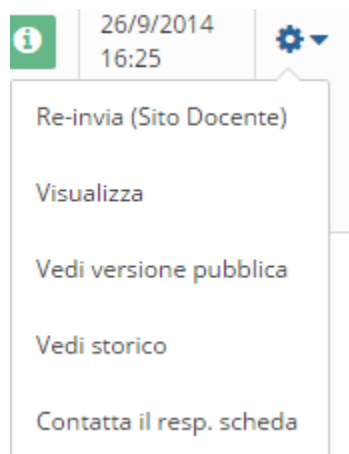 26/9/2014
16:25
Re-invia (Sito Docente)
Visualizza
Vedi versione pubblica
Vedi storico
Contatta il resp. scheda